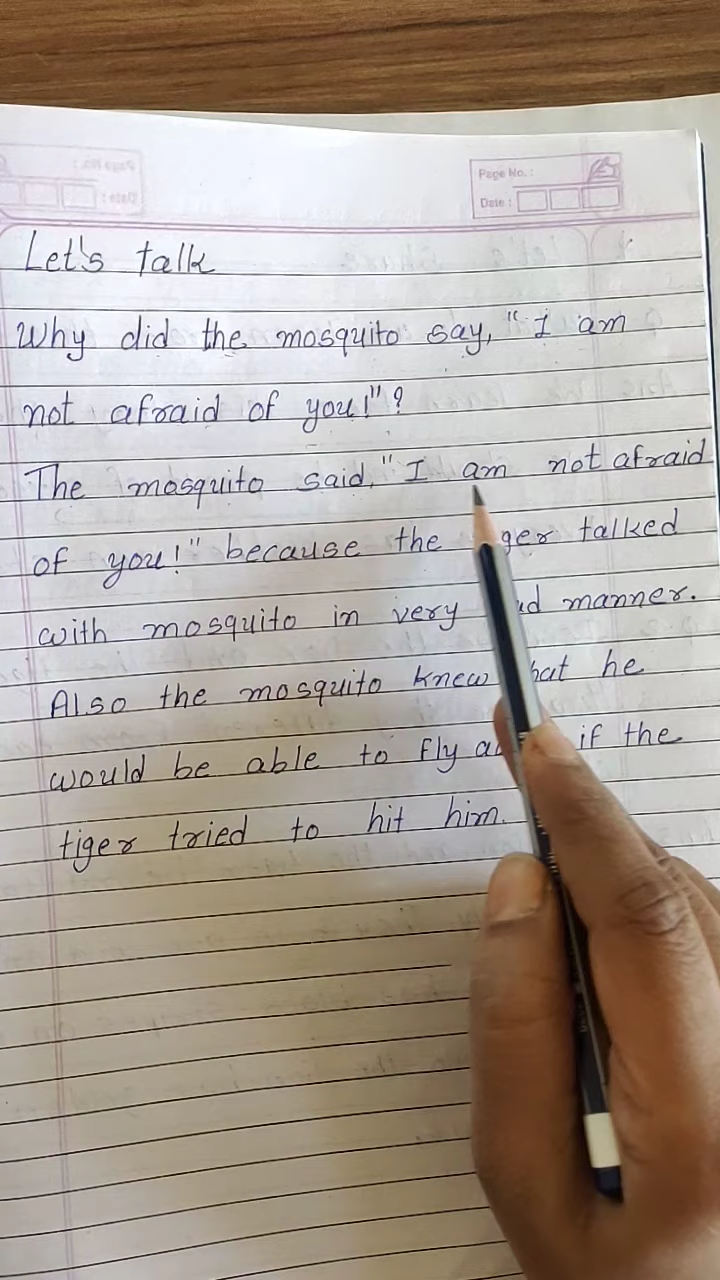 Page No. :
Date :
Let's talk
Why did the mosquito say, "I am
not afraid of you!"?
The mosquito said, "I am not afraid
of you!" because the talked
with mosquito in very manner.
Also the mosquito knew he
would be able to fly if the
tiger tried to hit him.